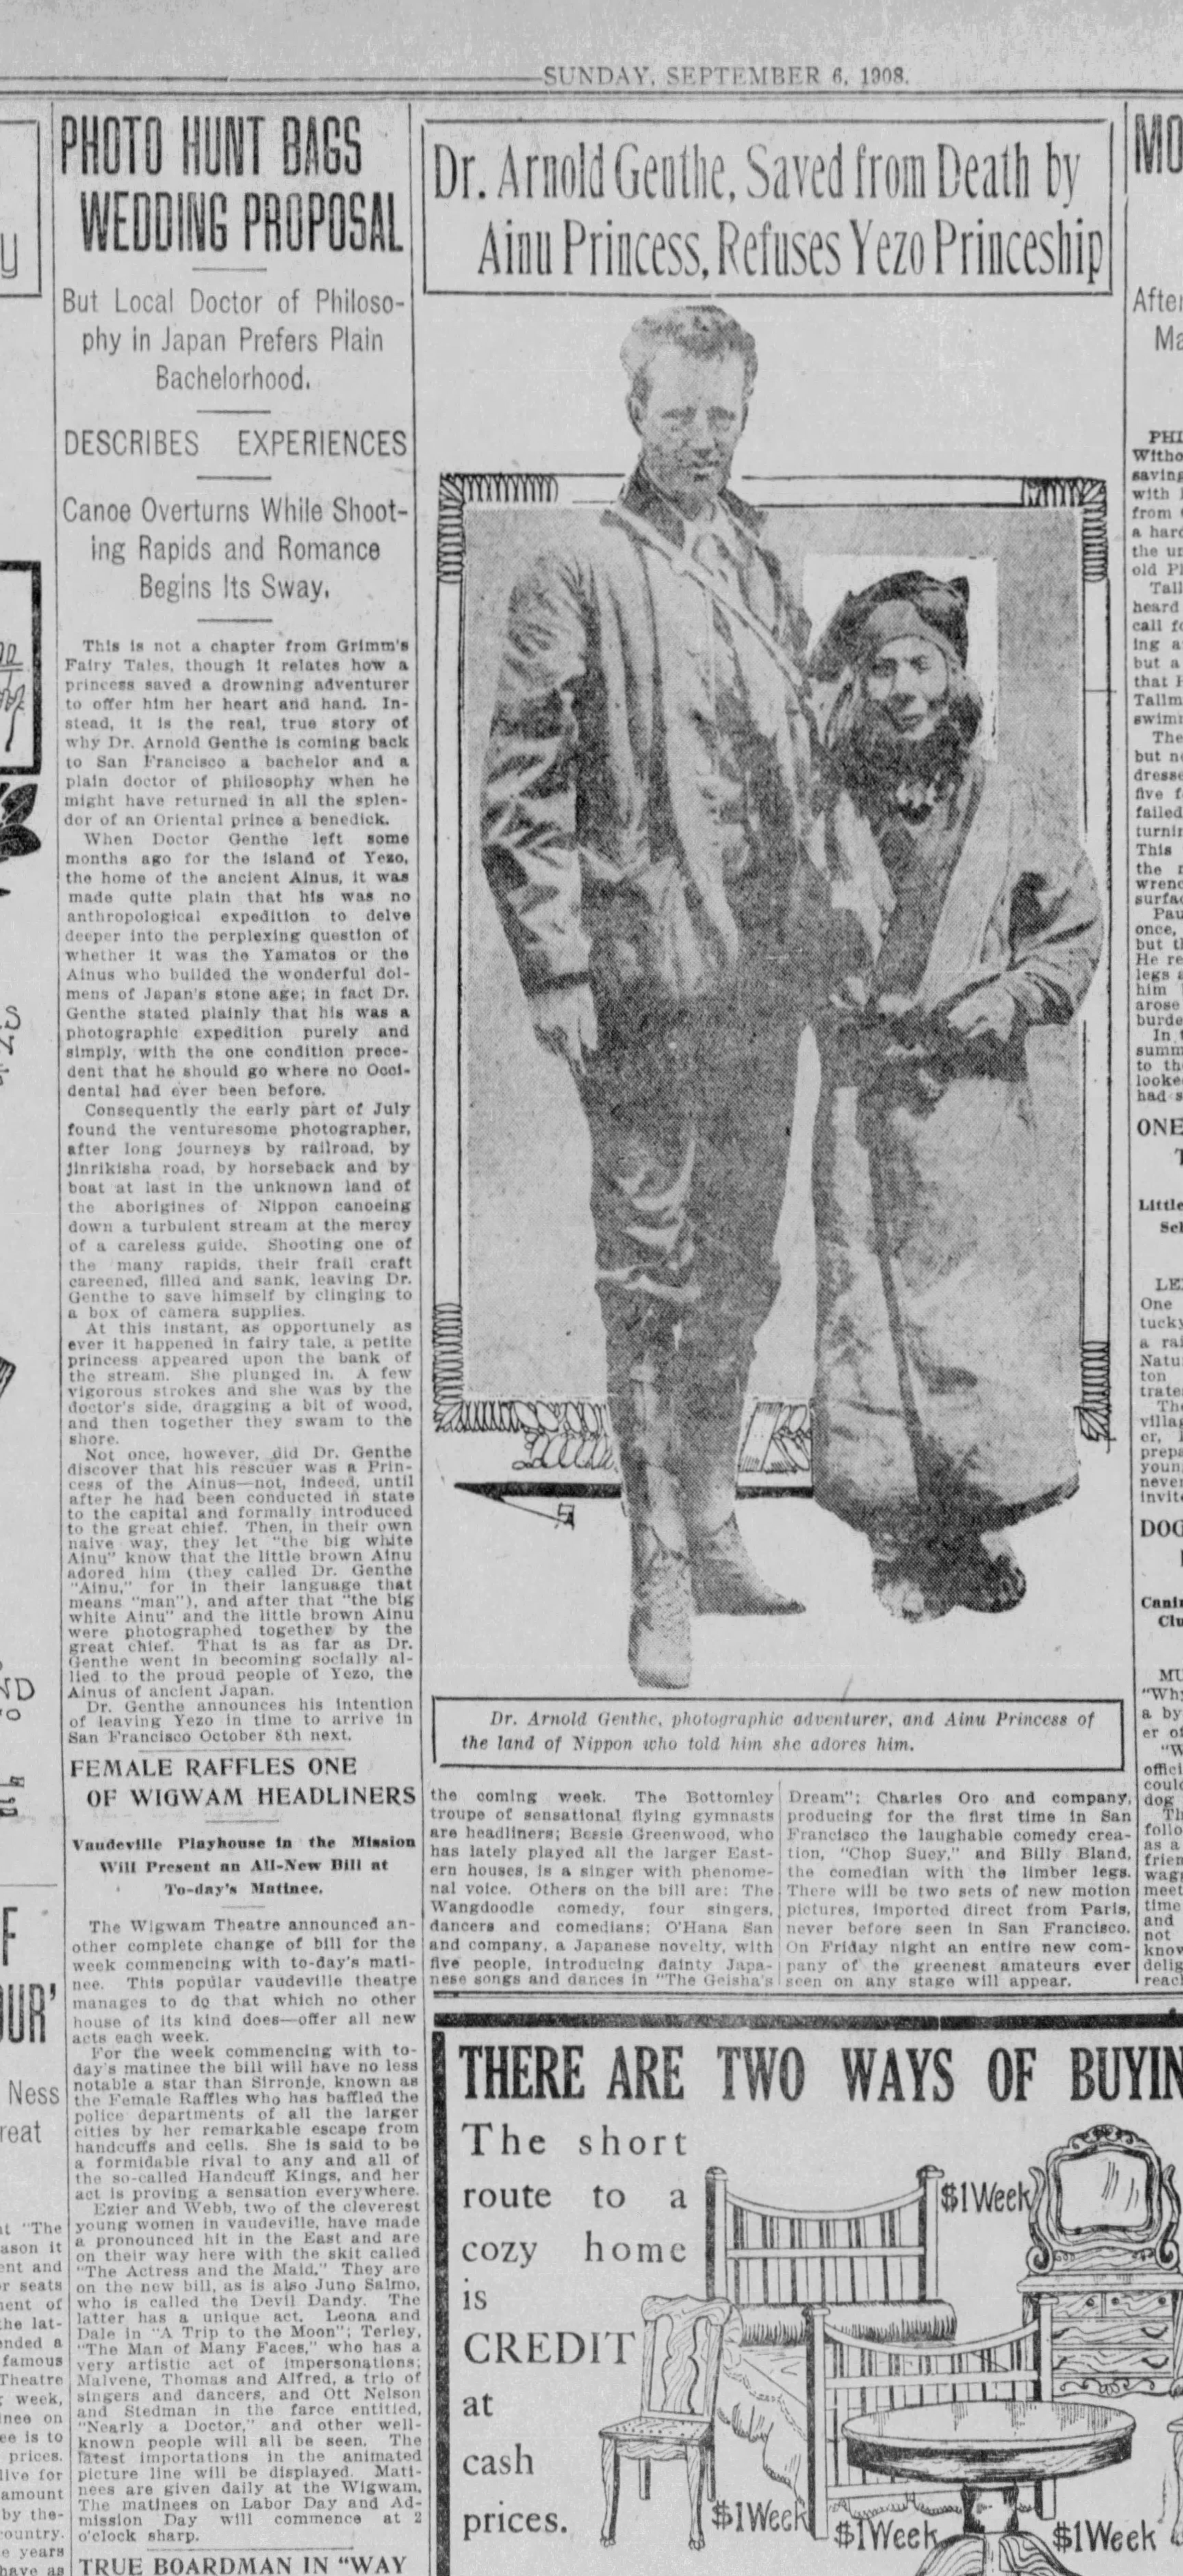 SUNDAY, SEPTEMBER 6, 1908.
PHOTO HUNT BAGS
WEDDING PROPOSAL
But Local Doctor of Philoso-
phy in Japan Prefers Plain
Bachelorhood.
DESCRIBES EXPERIENCES
Canoe Overturns While Shoot-
ing Rapids and Romance
Begins Its Sway.
This is not a chapter from Grimm's
Fairy Tales, though it relates how a
princess saved a drowning adventurer
to offer him her heart and hand. In-
stead, it is the real, true story of
why Dr. Arnold Genthe is coming back
to San Francisco a bachelor and a
plain doctor of philosophy when he
might have returned in all the splen-
dor of an Oriental prince a benedick.
When Doctor Genthe left some
months ago for the island of Yezo,
the home of the ancient Ainus, it was
made quite plain that his was no
anthropological expedition to delve
deeper into the perplexing question of
whether it was the Yamatos or the
Ainus who builded the wonderful dol-
mens of Japan's stone age; in fact Dr.
Genthe stated plainly that his was a
photographic expedition purely and
simply, with the one condition prece-
dent that he should go where no Occi-
dental had ever been before.
Consequently the early part of July
found the venturesome photographer,
after long journeys by railroad, by
jinrikisha road, by horseback and by
boat at last in the unknown land of
the aborigines of Nippon canoeing
down a turbulent stream at the mercy
of a careless guide. Shooting one of
the many rapids, their frail craft
careened, filled and sank, leaving Dr.
Genthe to save himself by clinging to
a box of camera supplies.
At this instant, as opportunely as
ever it happened in fairy tale, a petite
princess appeared upon the bank of
the stream. She plunged in. A few
vigorous strokes and she was by the
doctor's side, dragging a bit of wood,
and then together they swam to the
shore.
Not once, however, did Dr. Genthe
discover that his rescuer was a Prin-
cess of the Ainus—not, indeed, until
after he had been conducted in state
to the capital and formally introduced
to the great chief. Then, in their own
naive way, they let "the big white
Ainu" know that the little brown Ainu
adored him (they called Dr. Genthe
"Ainu," for in their language that
means "man"), and after that "the big
white Ainu" and the little brown Ainu
were photographed together by the
great chief. That is as far as Dr.
Genthe went in becoming socially al-
lied to the proud people of Yezo, the
Ainus of ancient Japan.
Dr. Genthe announces his intention
of leaving Yezo in time to arrive in
San Francisco October 8th next.
FEMALE RAFFLES ONE
OF WIGWAM HEADLINERS
Vaudeville Playhouse in the Mission
Will Present an All-New Bill at
To-day's Matinee.
The Wigwam Theatre announced an-
other complete change of bill for the
week commencing with to-day's mati-
nee. This popular vaudeville theatre
manages to do that which no other
house of its kind does—offer all new
acts each week.
For the week commencing with to-
day's matinee the bill will have no less
notable a star than Sirronje, known as
the Female Raffles who has baffled the
police departments of all the larger
cities by her remarkable escape from
handcuffs and cells. She is said to be
a formidable rival to any and all of
the so-called Handcuff Kings, and her
act is proving a sensation everywhere.
Ezier and Webb, two of the cleverest
young women in vaudeville, have made
a pronounced hit in the East and are
on their way here with the skit called
"The Actress and the Maid." They are
on the new bill, as is also Juno Salmo,
who is called the Devil Dandy. The
latter has a unique act. Leona and
Dale in "A Trip to the Moon"; Terley,
"The Man of Many Faces," who has a
very artistic act of impersonations;
Malvene, Thomas and Alfred, a trio of
singers and dancers, and Ott Nelson
and Stedman in the farce entitled,
"Nearly a Doctor," and other well-
known people will all be seen. The
latest importations in the animated
picture line will be displayed. Mati-
nees are given daily at the Wigwam.
The matinees on Labor Day and Ad-
mission Day will commence at 2
o'clock sharp.
TRUE BOARDMAN IN "WAY
Dr. Arnold Genthe, Saved from Death by
Ainu Princess, Refuses Yezo Princeship
Dr. Arnold Genthe, photographic adventurer, and Ainu Princess of
the land of Nippon who told him she adores him.
the coming week. The Bottomley
troupe of sensational flying gymnasts
are headliners; Bessie Greenwood, who
has lately played all the larger East-
ern houses, is a singer with phenome-
nal voice. Others on the bill are: The
Wangdoodle comedy, four singers,
dancers and comedians; O'Hana San
and company, a Japanese novelty, with
five people, introducing dainty Japa-
nese songs and dances in "The Geisha's
Dream"; Charles Oro and company,
producing for the first time in San
Francisco the laughable comedy crea-
tion, "Chop Suey," and Billy Bland,
the comedian with the limber legs.
There will be two sets of new motion
pictures, imported direct from Paris,
never before seen in San Francisco.
On Friday night an entire new com-
pany of the greenest amateurs ever
seen on any stage will appear.
THERE ARE TWO WAYS OF BUYIN
The short
route to a
cozy home
is
CREDIT
at
cash
prices.
$1 Week
$1 Week
$1 Week
$1 Week